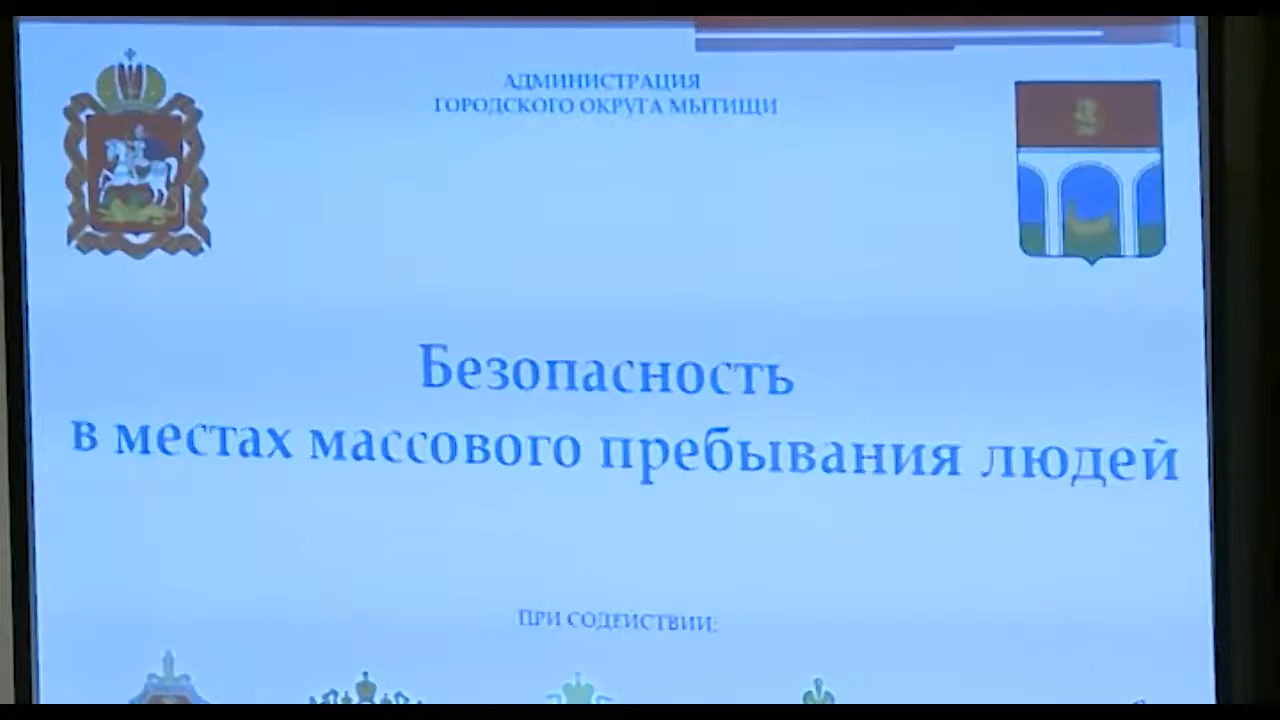 АДМИНИСТРАЦИЯ
ГОРОДСКОГО ОКРУГА МЫТИЩИ
Безопасность
в местах массового пребывания людей
ПРИ СОДЕЙСТВИИ: